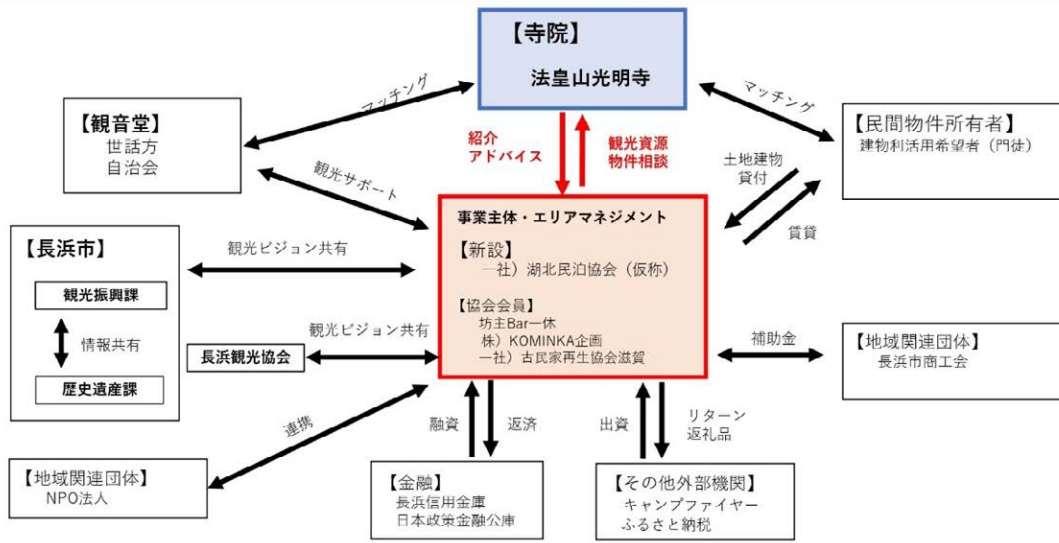 【寺院】
法皇山光明寺
マッチング
マッチング
【観音堂】
世話方
自治会
紹介
アドバイス
観光資源
物件相談
【民間物件所有者】
建物利活用希望者（門徒）
観光サポート
土地建物
貸付
賃貸
事業主体・エリアマネジメント
【新設】
一社）湖北民泊協会（仮称）
【協会会員】
坊主Bar一休
株）KOMINKA企画
一社）古民家再生協会滋賀
【長浜市】
観光振興課
情報共有
歴史遺産課
観光ビジョン共有
観光ビジョン共有
長浜観光協会
補助金
【地域関連団体】
長浜市商工会
連携
融資
返済
出資
リターン
返礼品
【地域関連団体】
NPO法人
【金融】
長浜信用金庫
日本政策金融公庫
【その他外部機関】
キャンプファイヤー
ふるさと納税